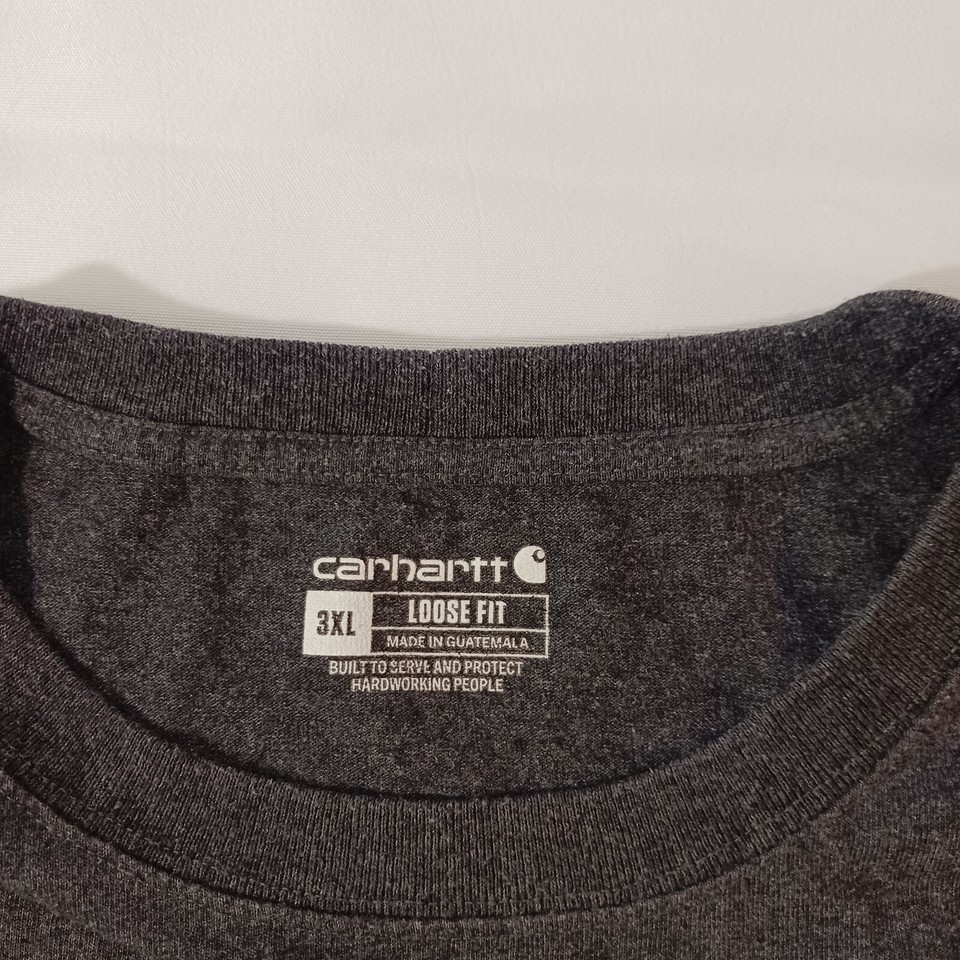 carhartt
3XL LOOSE FIT
MADE IN GUATEMALA
BUILT TO SERVE AND PROTECT
HARDWORKING PEOPLE